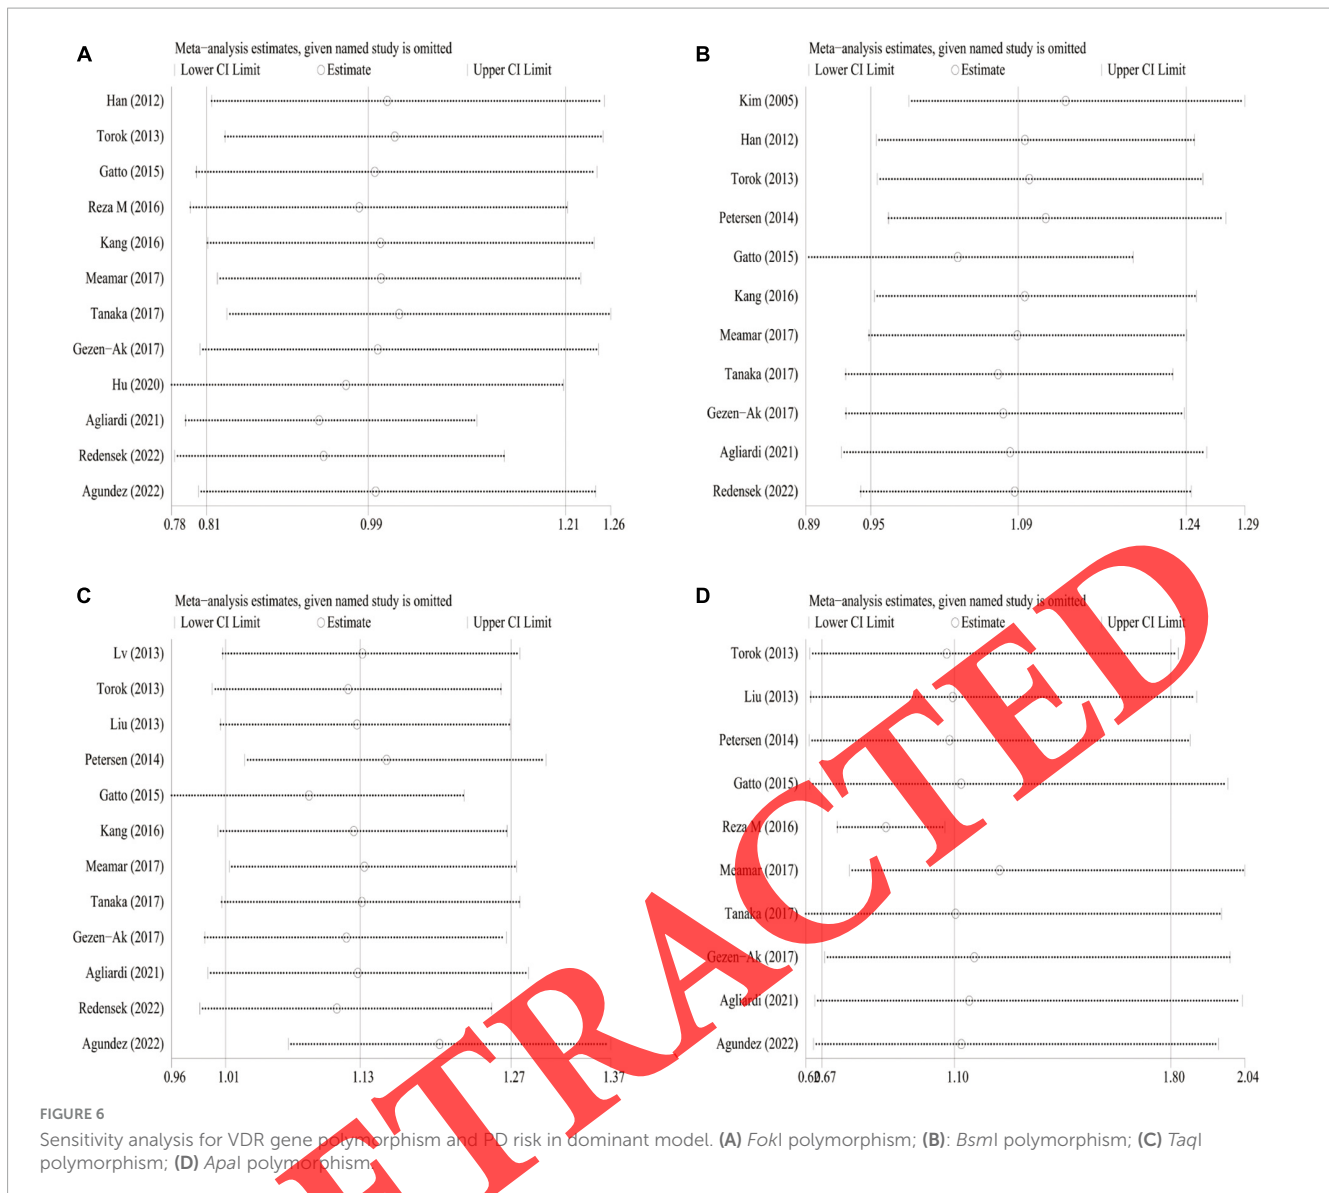 A
Meta−analysis estimates, given named study is omitted
Lower CI Limit Estimate Upper CI Limit
Han (2012)
Torok (2013)
Gatto (2015)
Reza M (2016)
Kang (2016)
Meamar (2017)
Tanaka (2017)
Gezen−Ak (2017)
Hu (2020)
Agliardi (2021)
Redensek (2022)
Agundez (2022)
0.78 0.81 0.99 1.21 1.26
B
Meta−analysis estimates, given named study is omitted
Lower CI Limit Estimate Upper CI Limit
Kim (2005)
Han (2012)
Torok (2013)
Petersen (2014)
Gatto (2015)
Kang (2016)
Meamar (2017)
Tanaka (2017)
Gezen−Ak (2017)
Agliardi (2021)
Redensek (2022)
0.89 0.95 1.09 1.24 1.29
C
Meta−analysis estimates, given named study is omitted
Lower CI Limit Estimate Upper CI Limit
Lv (2013)
Torok (2013)
Liu (2013)
Petersen (2014)
Gatto (2015)
Kang (2016)
Meamar (2017)
Tanaka (2017)
Gezen−Ak (2017)
Agliardi (2021)
Redensek (2022)
Agundez (2022)
0.96 1.01 1.13 1.27 1.37
D
Meta−analysis estimates, given named study is omitted
Lower CI Limit Estimate Upper CI Limit
Torok (2013)
Liu (2013)
Petersen (2014)
Gatto (2015)
Reza M (2016)
Meamar (2017)
Tanaka (2017)
Gezen−Ak (2017)
Agliardi (2021)
Agundez (2022)
0.62 0.67 1.10 1.80 2.04
ETRACTED
FIGURE 6
Sensitivity analysis for VDR gene polymorphism and PD risk in dominant model. (A) FokI polymorphism; (B): BsmI polymorphism; (C) TaqI
polymorphism; (D) ApaI polymorphism.